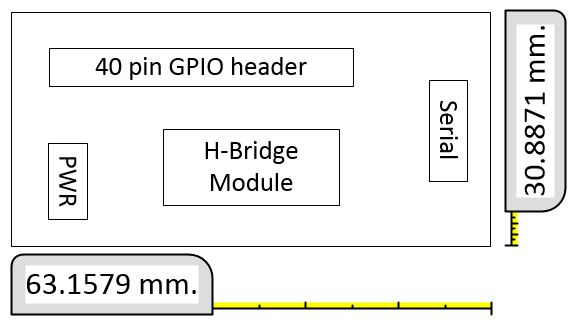 40 pin GPIO header
30.8871 mm.
Serial
H-Bridge
Module
PWR
63.1579 mm.